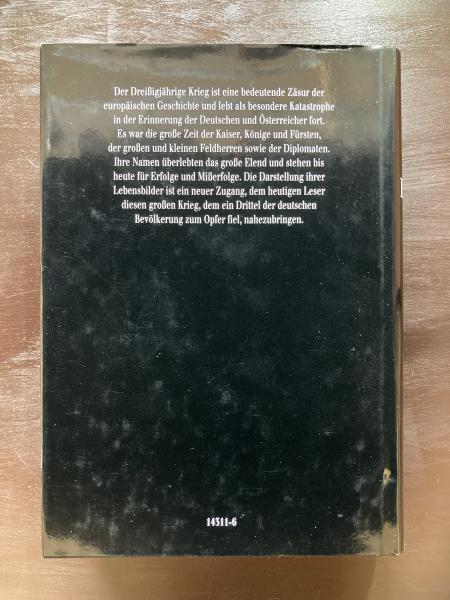 Der Dreißigjährige Krieg ist eine bedeutende Zäsur der
europäischen Geschichte und lebt als besondere Katastrophe
in der Erinnerung der Deutschen und Österreicher fort.
Es war die große Zeit der Kaiser, Könige und Fürsten,
der großen und kleinen Feldherren sowie der Diplomaten.
Ihre Namen überlebten das große Elend und stehen bis
heute für Erfolge und Mißerfolge. Die Darstellung ihrer
Lebensbilder ist ein neuer Zugang, dem heutigen Leser
diesen großen Krieg, dem ein Drittel der deutschen
Bevölkerung zum Opfer fiel, nahezubringen.
14311-6